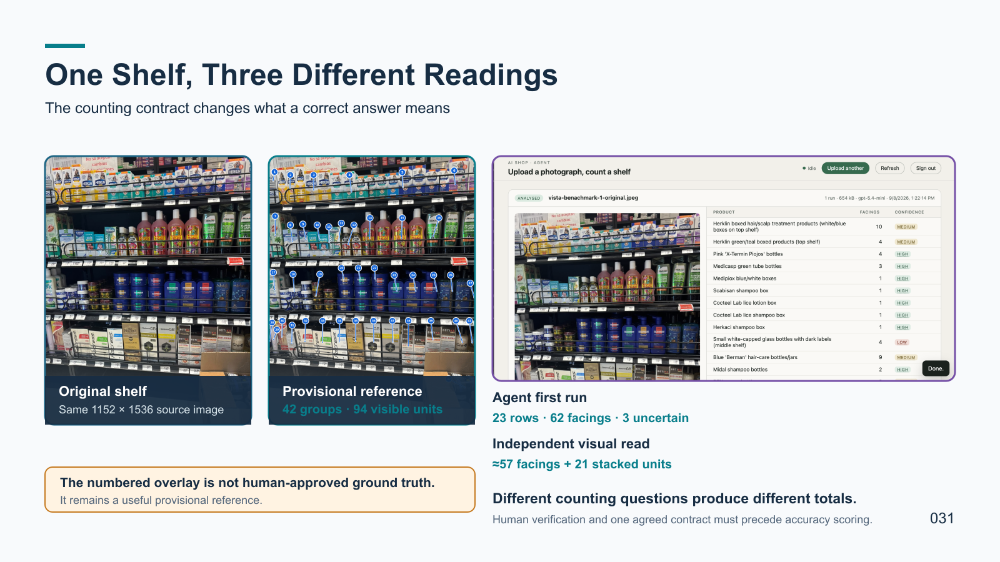 One Shelf, Three Different Readings
The counting contract changes what a correct answer means
No se aceptan
cambios
Original shelf
Same 1152 × 1536 source image
Provisional reference
42 groups · 94 visible units
AI SHOP · AGENT
Upload a photograph, count a shelf
Idle
Upload another
Refresh
Sign out
ANALYSED
vista-benachmark-1-original.jpeg
1 run · 654 kB · gpt-5.4-mini · 9/8/2026, 1:22:14 PM
PRODUCT FACINGS CONFIDENCE
Herklin boxed hair/scalp treatment products (white/blue
boxes on top shelf) 10 MEDIUM
Herklin green/teal boxed products (top shelf) 4 MEDIUM
Pink 'X-Termin Piojos' bottles 4 HIGH
Medicasp green tube bottles 3 HIGH
Medipiox blue/white boxes 1 HIGH
Scabisan shampoo box 1 HIGH
Cocteel Lab lice lotion box 1 HIGH
Cocteel Lab lice shampoo box 1 HIGH
Herkaci shampoo box 1 HIGH
Small white-capped glass bottles with dark labels
(middle shelf) 4 LOW
Blue 'Berman' hair-care bottles/jars 9 MEDIUM
Midal shampoo bottles 2 HIGH
Done.
Agent first run
23 rows · 62 facings · 3 uncertain
Independent visual read
≈57 facings + 21 stacked units
The numbered overlay is not human-approved ground truth.
It remains a useful provisional reference.
Different counting questions produce different totals.
Human verification and one agreed contract must precede accuracy scoring.
031